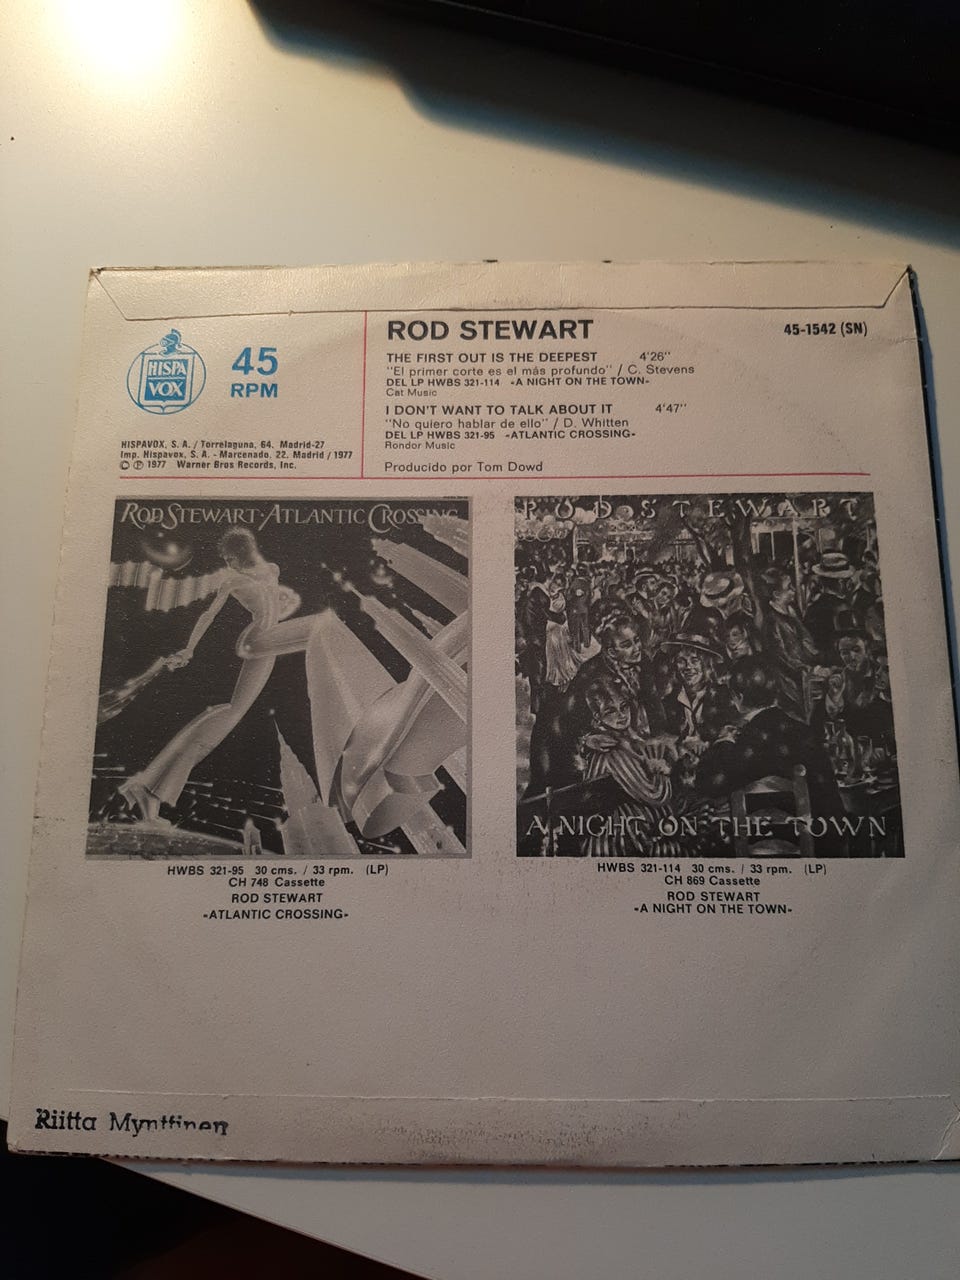 HISPA
VOX
45
RPM
HISPAVOX, S. A. / Torrelaguna, 64. Madrid-27
Imp. Hispavox, S. A. - Marcenado, 22. Madrid / 1977
© ℗ 1977 Warner Bros Records, Inc.
ROD STEWART
45-1542 (SN)
THE FIRST OUT IS THE DEEPEST 4'26''
"El primer corte es el más profundo" / C. Stevens
DEL LP HWBS 321-114 «A NIGHT ON THE TOWN»
Cat Music
I DON'T WANT TO TALK ABOUT IT 4'47''
"No quiero hablar de ello" / D. Whitten
DEL LP HWBS 321-95 «ATLANTIC CROSSING»
Rondor Music
Producido por Tom Dowd
ROD STEWART·ATLANTIC CROSSING
ROD STEWART
A NIGHT ON THE TOWN
HWBS 321-95 30 cms. / 33 rpm. (LP)
CH 748 Cassette
ROD STEWART
«ATLANTIC CROSSING»
HWBS 321-114 30 cms. / 33 rpm. (LP)
CH 869 Cassette
ROD STEWART
«A NIGHT ON THE TOWN»
Riitta Mynttinen